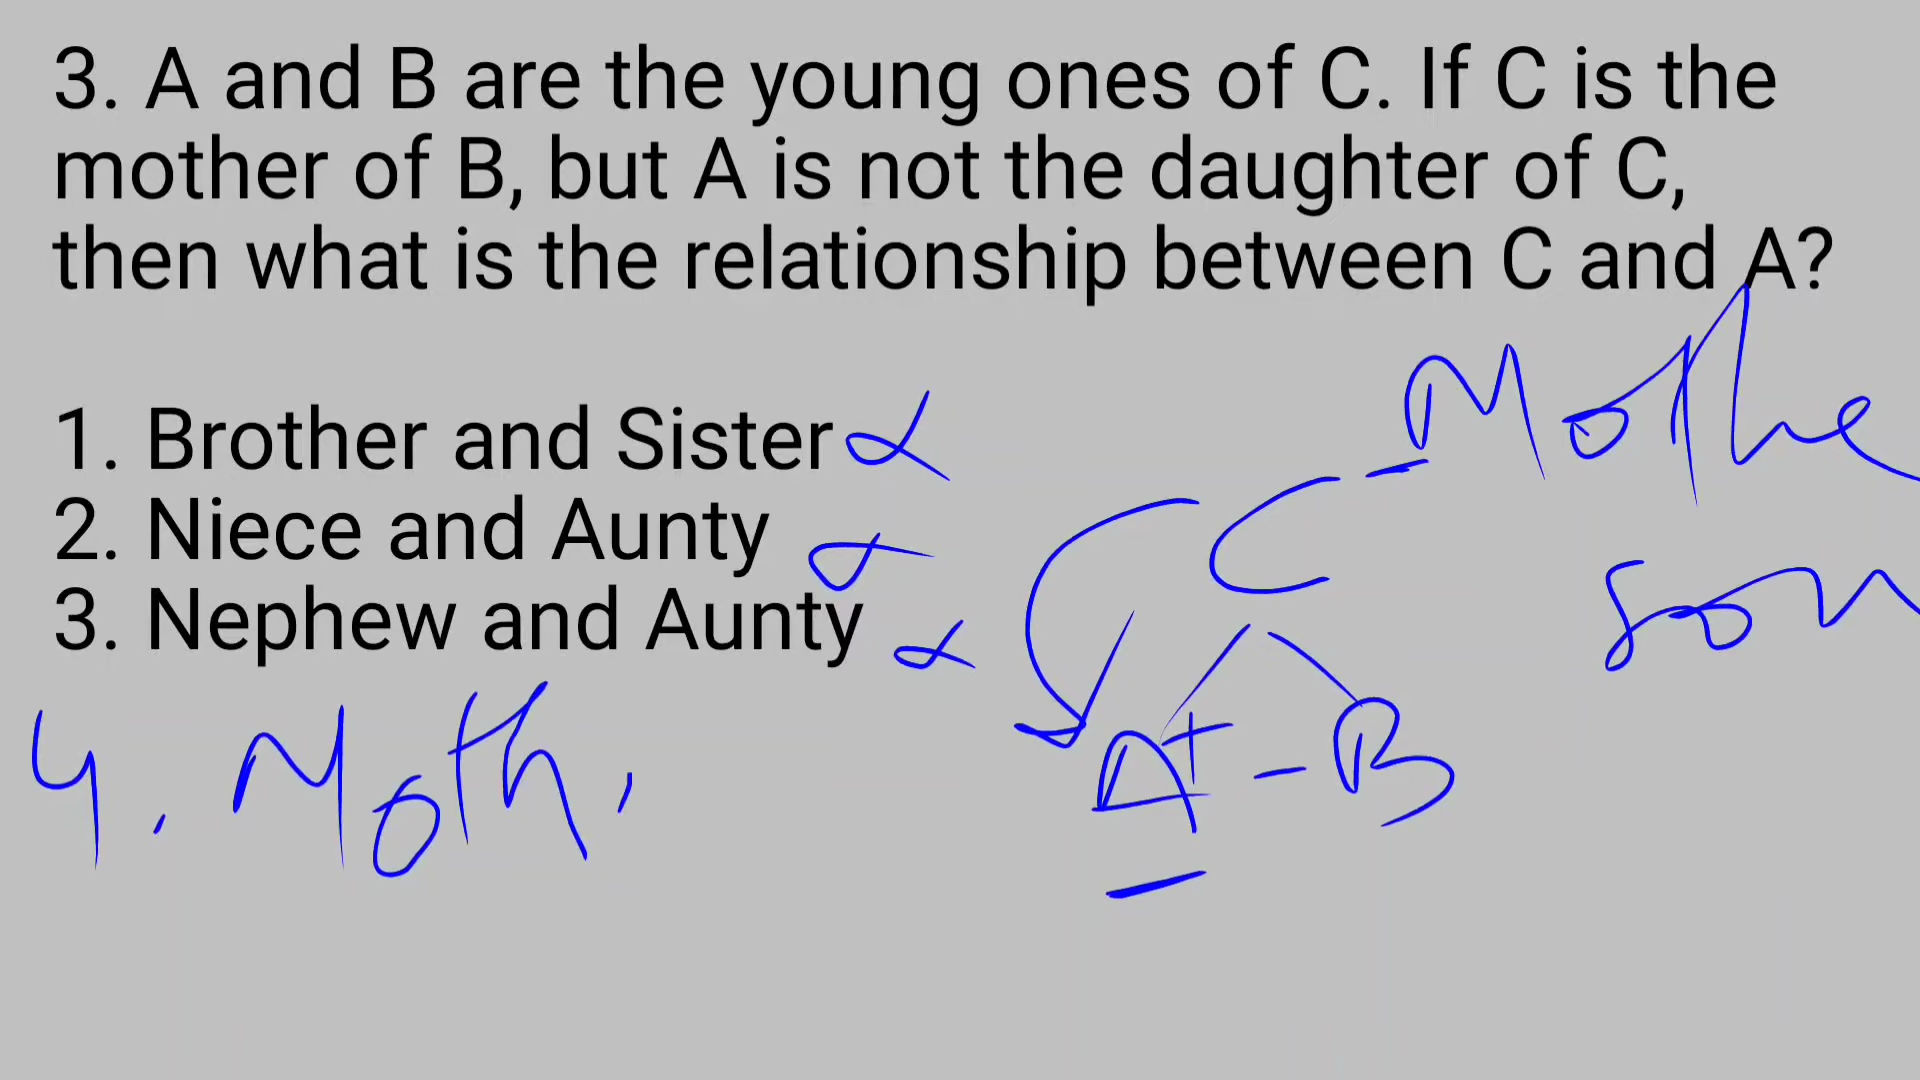 3. A and B are the young ones of C. If C is the
mother of B, but A is not the daughter of C,
then what is the relationship between C and A?
1. Brother and Sister
2. Niece and Aunty
3. Nephew and Aunty
4. Moth,
C - Mothe
son
A+ - B